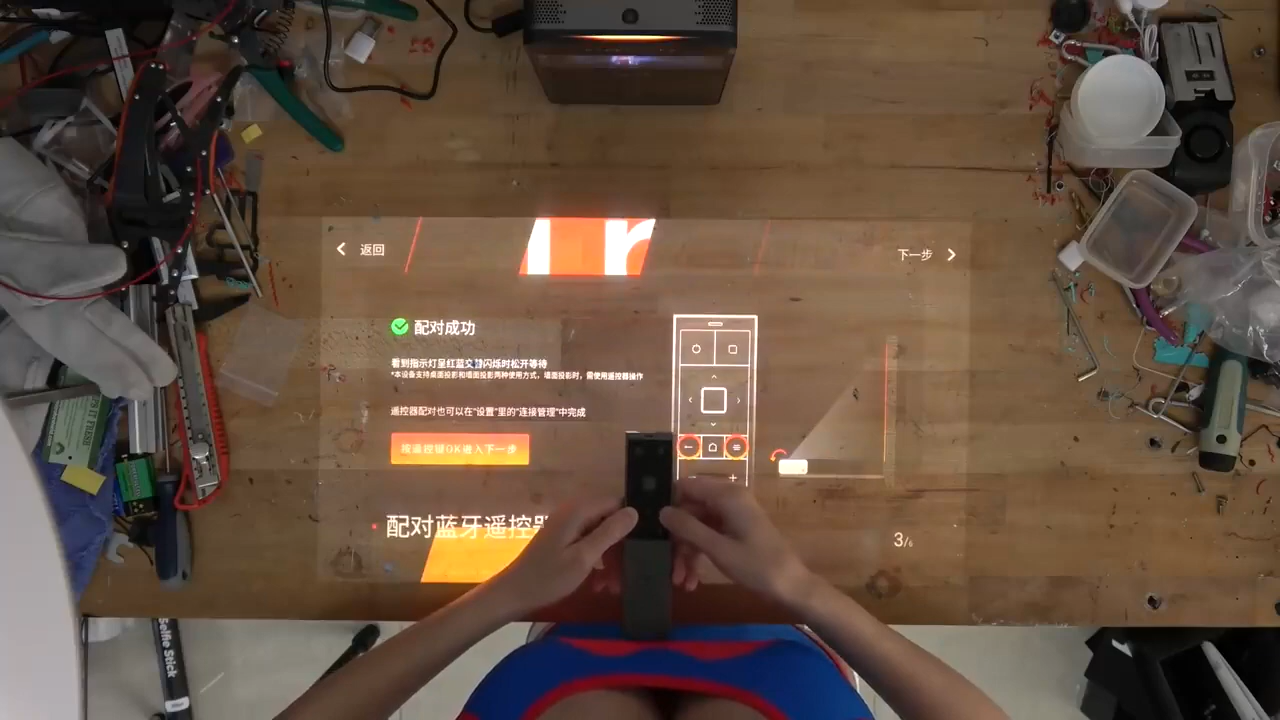 返回
下一步
配对成功
看到指示灯呈红蓝交替闪烁时松开等待
*本设备支持桌面投影和墙面投影两种使用方式，墙面投影时，需使用遥控器操作
遥控器配对也可以在"设置"里的"连接管理"中完成
按遥控键OK进入下一步
配对蓝牙遥控器
3/6
Selfie Stick